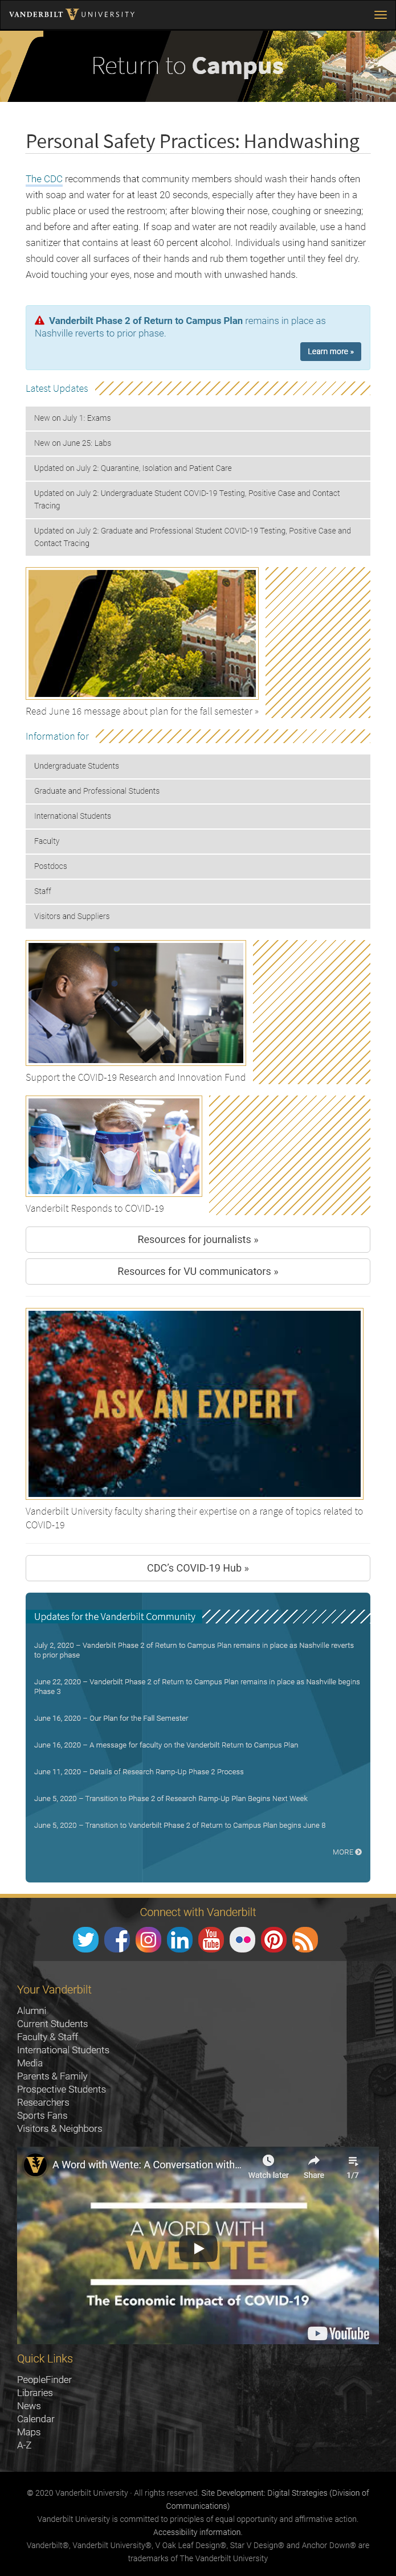 VANDERBILT V UNIVERSITY
Return to Campus
Personal Safety Practices: Handwashing
The CDC recommends that community members should wash their hands often
with soap and water for at least 20 seconds, especially after they have been in a
public place or used the restroom; after blowing their nose, coughing or sneezing;
and before and after eating. If soap and water are not readily available, use a hand
sanitizer that contains at least 60 percent alcohol. Individuals using hand sanitizer
should cover all surfaces of their hands and rub them together until they feel dry.
Avoid touching your eyes, nose and mouth with unwashed hands.
Vanderbilt Phase 2 of Return to Campus Plan remains in place as
Nashville reverts to prior phase.
Learn more »
Latest Updates
New on July 1: Exams
New on June 25: Labs
Updated on July 2: Quarantine, Isolation and Patient Care
Updated on July 2: Undergraduate Student COVID-19 Testing, Positive Case and Contact
Tracing
Updated on July 2: Graduate and Professional Student COVID-19 Testing, Positive Case and
Contact Tracing
Read June 16 message about plan for the fall semester »
Information for
Undergraduate Students
Graduate and Professional Students
International Students
Faculty
Postdocs
Staff
Visitors and Suppliers
Support the COVID-19 Research and Innovation Fund
Vanderbilt Responds to COVID-19
Resources for journalists »
Resources for VU communicators »
ASK AN EXPERT
Vanderbilt University faculty sharing their expertise on a range of topics related to
COVID-19
CDC's COVID-19 Hub »
Updates for the Vanderbilt Community
July 2, 2020 – Vanderbilt Phase 2 of Return to Campus Plan remains in place as Nashville reverts
to prior phase
June 22, 2020 – Vanderbilt Phase 2 of Return to Campus Plan remains in place as Nashville begins
Phase 3
June 16, 2020 – Our Plan for the Fall Semester
June 16, 2020 – A message for faculty on the Vanderbilt Return to Campus Plan
June 11, 2020 – Details of Research Ramp-Up Phase 2 Process
June 5, 2020 – Transition to Phase 2 of Research Ramp-Up Plan Begins Next Week
June 5, 2020 – Transition to Vanderbilt Phase 2 of Return to Campus Plan begins June 8
MORE
Connect with Vanderbilt
You Tube
Your Vanderbilt
Alumni
Current Students
Faculty & Staff
International Students
Media
Parents & Family
Prospective Students
Researchers
Sports Fans
Visitors & Neighbors
A Word with Wente: A Conversation with...
Watch later
Share
1/7
A WORD WITH
WENTE
The Economic Impact of COVID-19
YouTube
Quick Links
PeopleFinder
Libraries
News
Calendar
Maps
A-Z
© 2020 Vanderbilt University · All rights reserved. Site Development: Digital Strategies (Division of
Communications)
Vanderbilt University is committed to principles of equal opportunity and affirmative action.
Accessibility information.
Vanderbilt®, Vanderbilt University®, V Oak Leaf Design®, Star V Design® and Anchor Down® are
trademarks of The Vanderbilt University